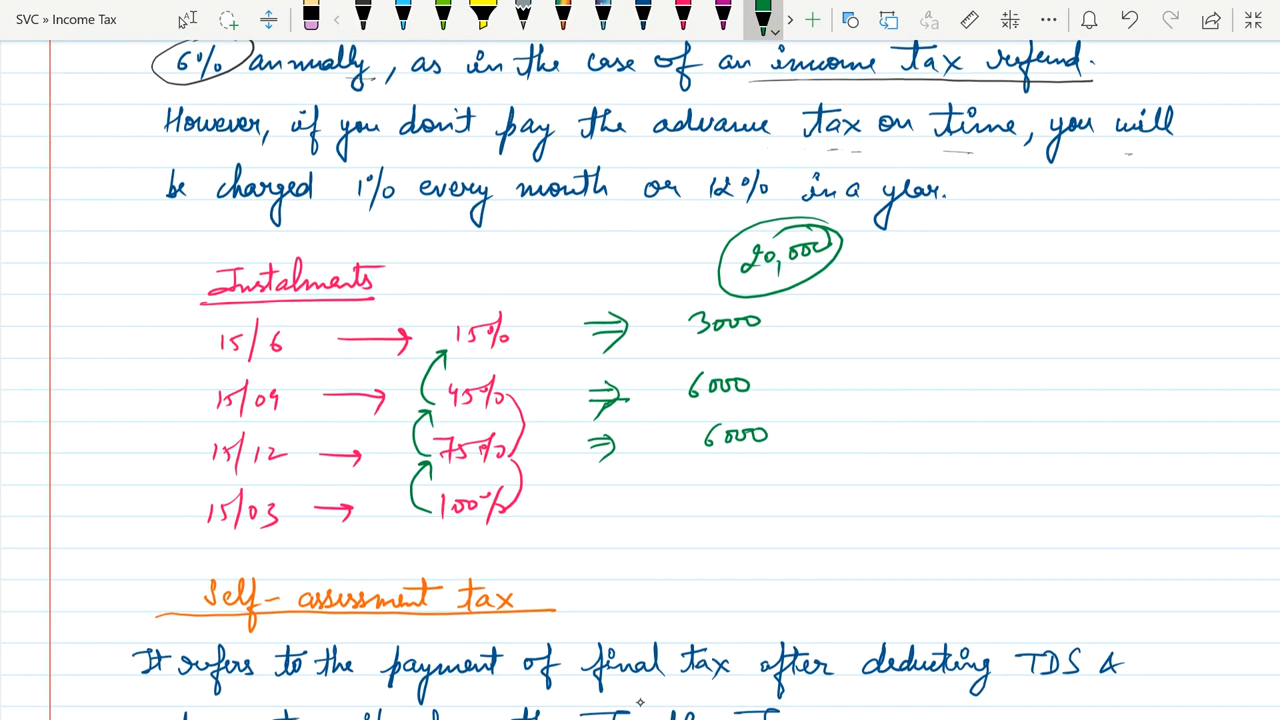 SVC » Income Tax
6% annually, as in the case of an income tax refund.
However, if you don't pay the advance tax on time, you will
be charged 1% every month or 12% in a year.
20,000
Instalments
15/6 → 15% ⇒ 3000
15/09 → 45% ⇒ 6000
15/12 → 75% ⇒ 6000
15/03 → 100%
Self-assessment tax
It refers to the payment of final tax after deducting TDS &